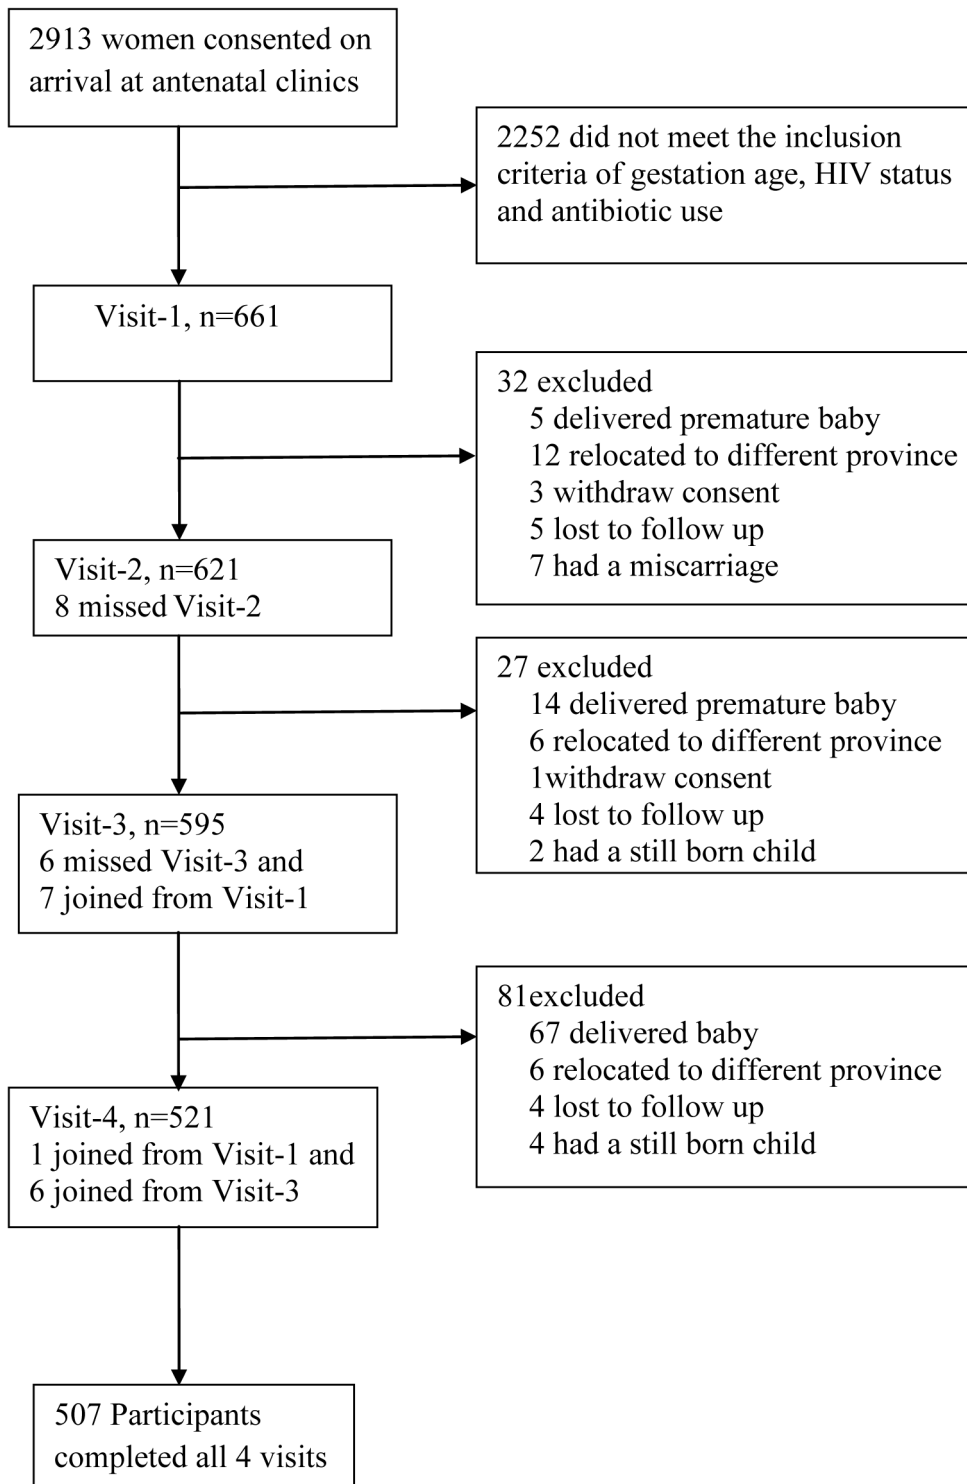 2913 women consented on
arrival at antenatal clinics
2252 did not meet the inclusion
criteria of gestation age, HIV status
and antibiotic use
Visit-1, n=661
32 excluded
5 delivered premature baby
12 relocated to different province
3 withdraw consent
5 lost to follow up
7 had a miscarriage
Visit-2, n=621
8 missed Visit-2
27 excluded
14 delivered premature baby
6 relocated to different province
1withdraw consent
4 lost to follow up
2 had a still born child
Visit-3, n=595
6 missed Visit-3 and
7 joined from Visit-1
81excluded
67 delivered baby
6 relocated to different province
4 lost to follow up
4 had a still born child
Visit-4, n=521
1 joined from Visit-1 and
6 joined from Visit-3
507 Participants
completed all 4 visits